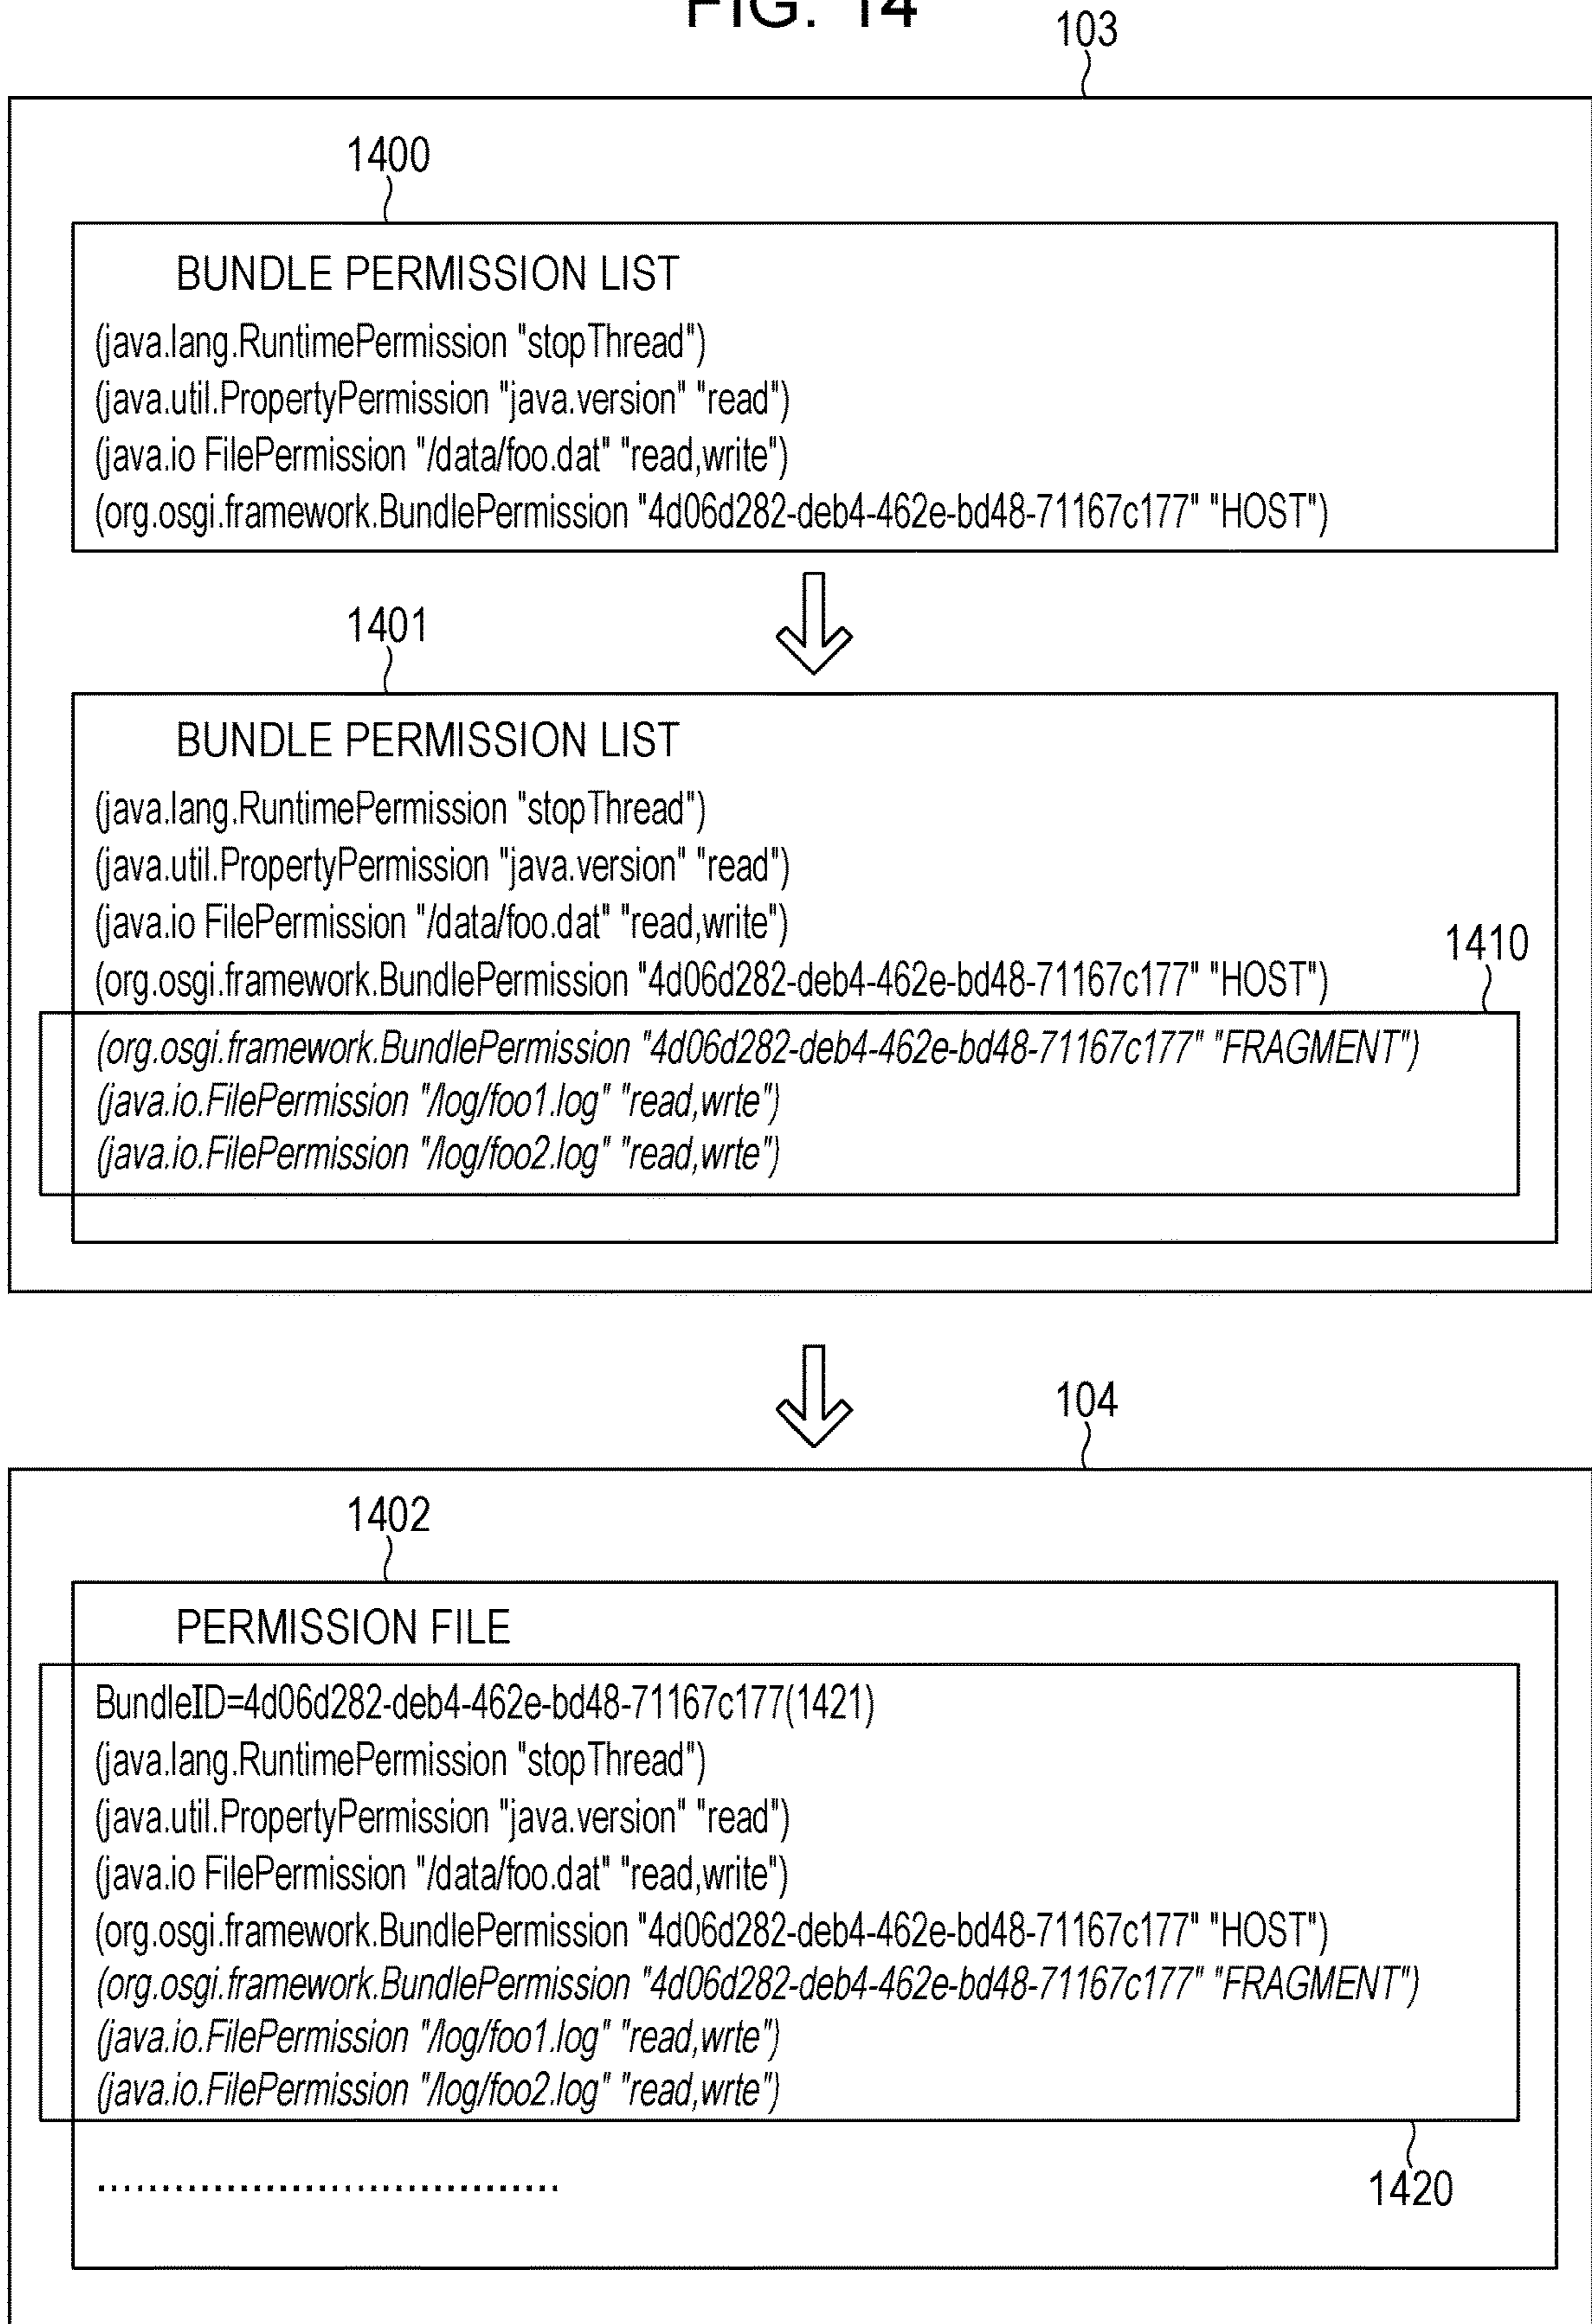 FIG. 14
103
1400
BUNDLE PERMISSION LIST
(java.lang.RuntimePermission "stopThread")
(java.util.PropertyPermission "java.version" "read")
(java.io FilePermission "/data/foo.dat" "read,write")
(org.osgi.framework.BundlePermission "4d06d282-deb4-462e-bd48-71167c177" "HOST")
1401
BUNDLE PERMISSION LIST
(java.lang.RuntimePermission "stopThread")
(java.util.PropertyPermission "java.version" "read")
(java.io FilePermission "/data/foo.dat" "read,write")
1410
(org.osgi.framework.BundlePermission "4d06d282-deb4-462e-bd48-71167c177" "HOST")
(org.osgi.framework.BundlePermission "4d06d282-deb4-462e-bd48-71167c177" "FRAGMENT")
(java.io.FilePermission "/log/foo1.log" "read,wrte")
(java.io.FilePermission "/log/foo2.log" "read,wrte")
104
1402
PERMISSION FILE
BundleID=4d06d282-deb4-462e-bd48-71167c177(1421)
(java.lang.RuntimePermission "stopThread")
(java.util.PropertyPermission "java.version" "read")
(java.io FilePermission "/data/foo.dat" "read,write")
(org.osgi.framework.BundlePermission "4d06d282-deb4-462e-bd48-71167c177" "HOST")
(org.osgi.framework.BundlePermission "4d06d282-deb4-462e-bd48-71167c177" "FRAGMENT")
(java.io.FilePermission "/log/foo1.log" "read,wrte")
(java.io.FilePermission "/log/foo2.log" "read,wrte")
....................................
1420